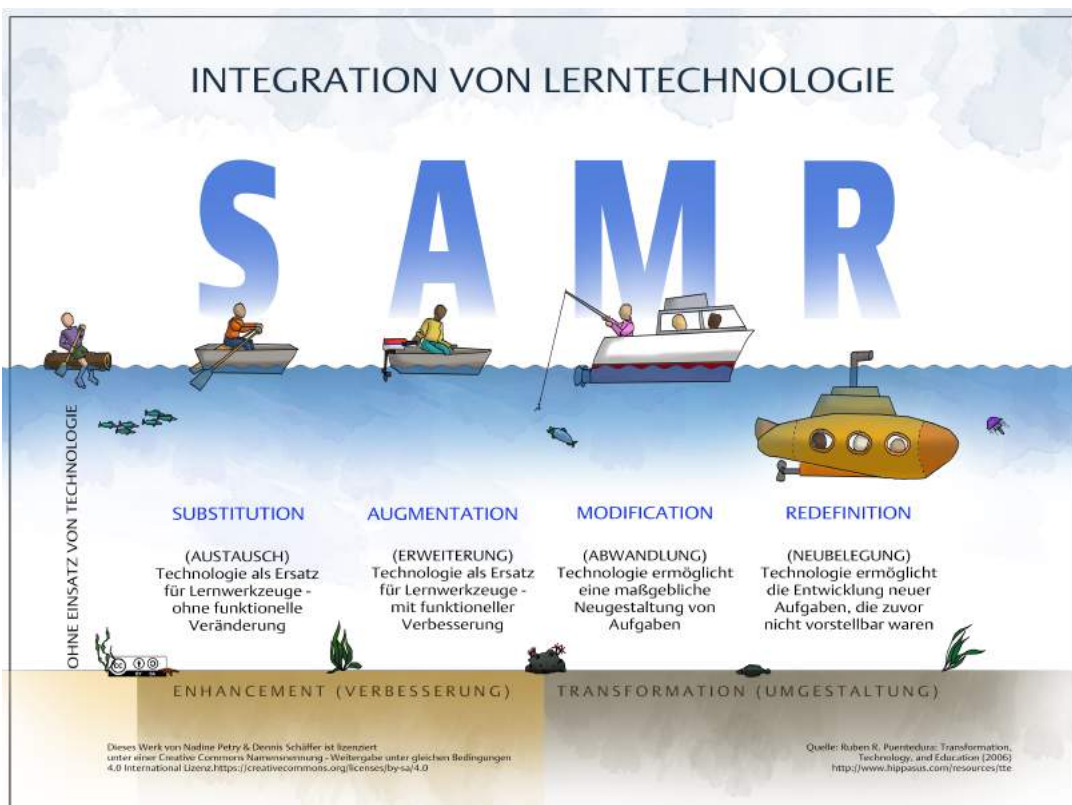 INTEGRATION VON LERNTECHNOLOGIE
S A M R
OHNE EINSATZ VON TECHNOLOGIE
SUBSTITUTION
(AUSTAUSCH)
Technologie als Ersatz
für Lernwerkzeuge -
ohne funktionelle
Veränderung
AUGMENTATION
(ERWEITERUNG)
Technologie als Ersatz
für Lernwerkzeuge -
mit funktioneller
Verbesserung
MODIFICATION
(ABWANDLUNG)
Technologie ermöglicht
eine maßgebliche
Neugestaltung von
Aufgaben
REDEFINITION
(NEUBELEGUNG)
Technologie ermöglicht
die Entwicklung neuer
Aufgaben, die zuvor
nicht vorstellbar waren
cc
BY SA
ENHANCEMENT (VERBESSERUNG)
TRANSFORMATION (UMGESTALTUNG)
Dieses Werk von Nadine Petry & Dennis Schäffer ist lizenziert
unter einer Creative Commons Namensnennung - Weitergabe unter gleichen Bedingungen
4.0 International Lizenz.https://creativecommons.org/licenses/by-sa/4.0
Quelle: Ruben R. Puentedura: Transformation,
Technology, and Education (2006)
http://www.hippasus.com/resources/tte